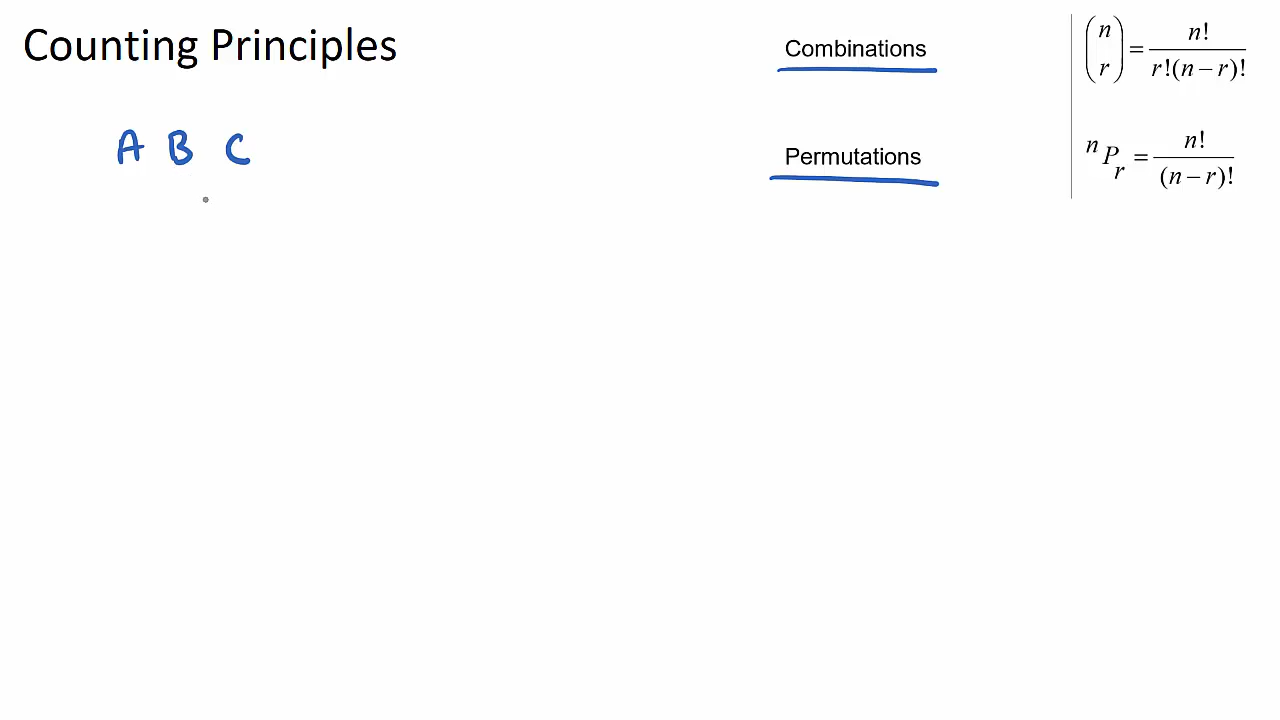 Counting Principles
A B C
Combinations
(n r) = n! / r!(n − r)!
Permutations
ⁿPᵣ = n! / (n − r)!